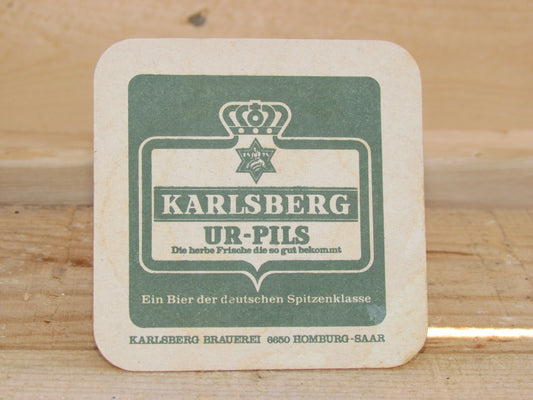 KARLSBERG
UR-PILS
Die herbe Frische die so gut bekommt
Ein Bier der deutschen Spitzenklasse
KARLSBERG BRAUEREI 6650 HOMBURG-SAAR